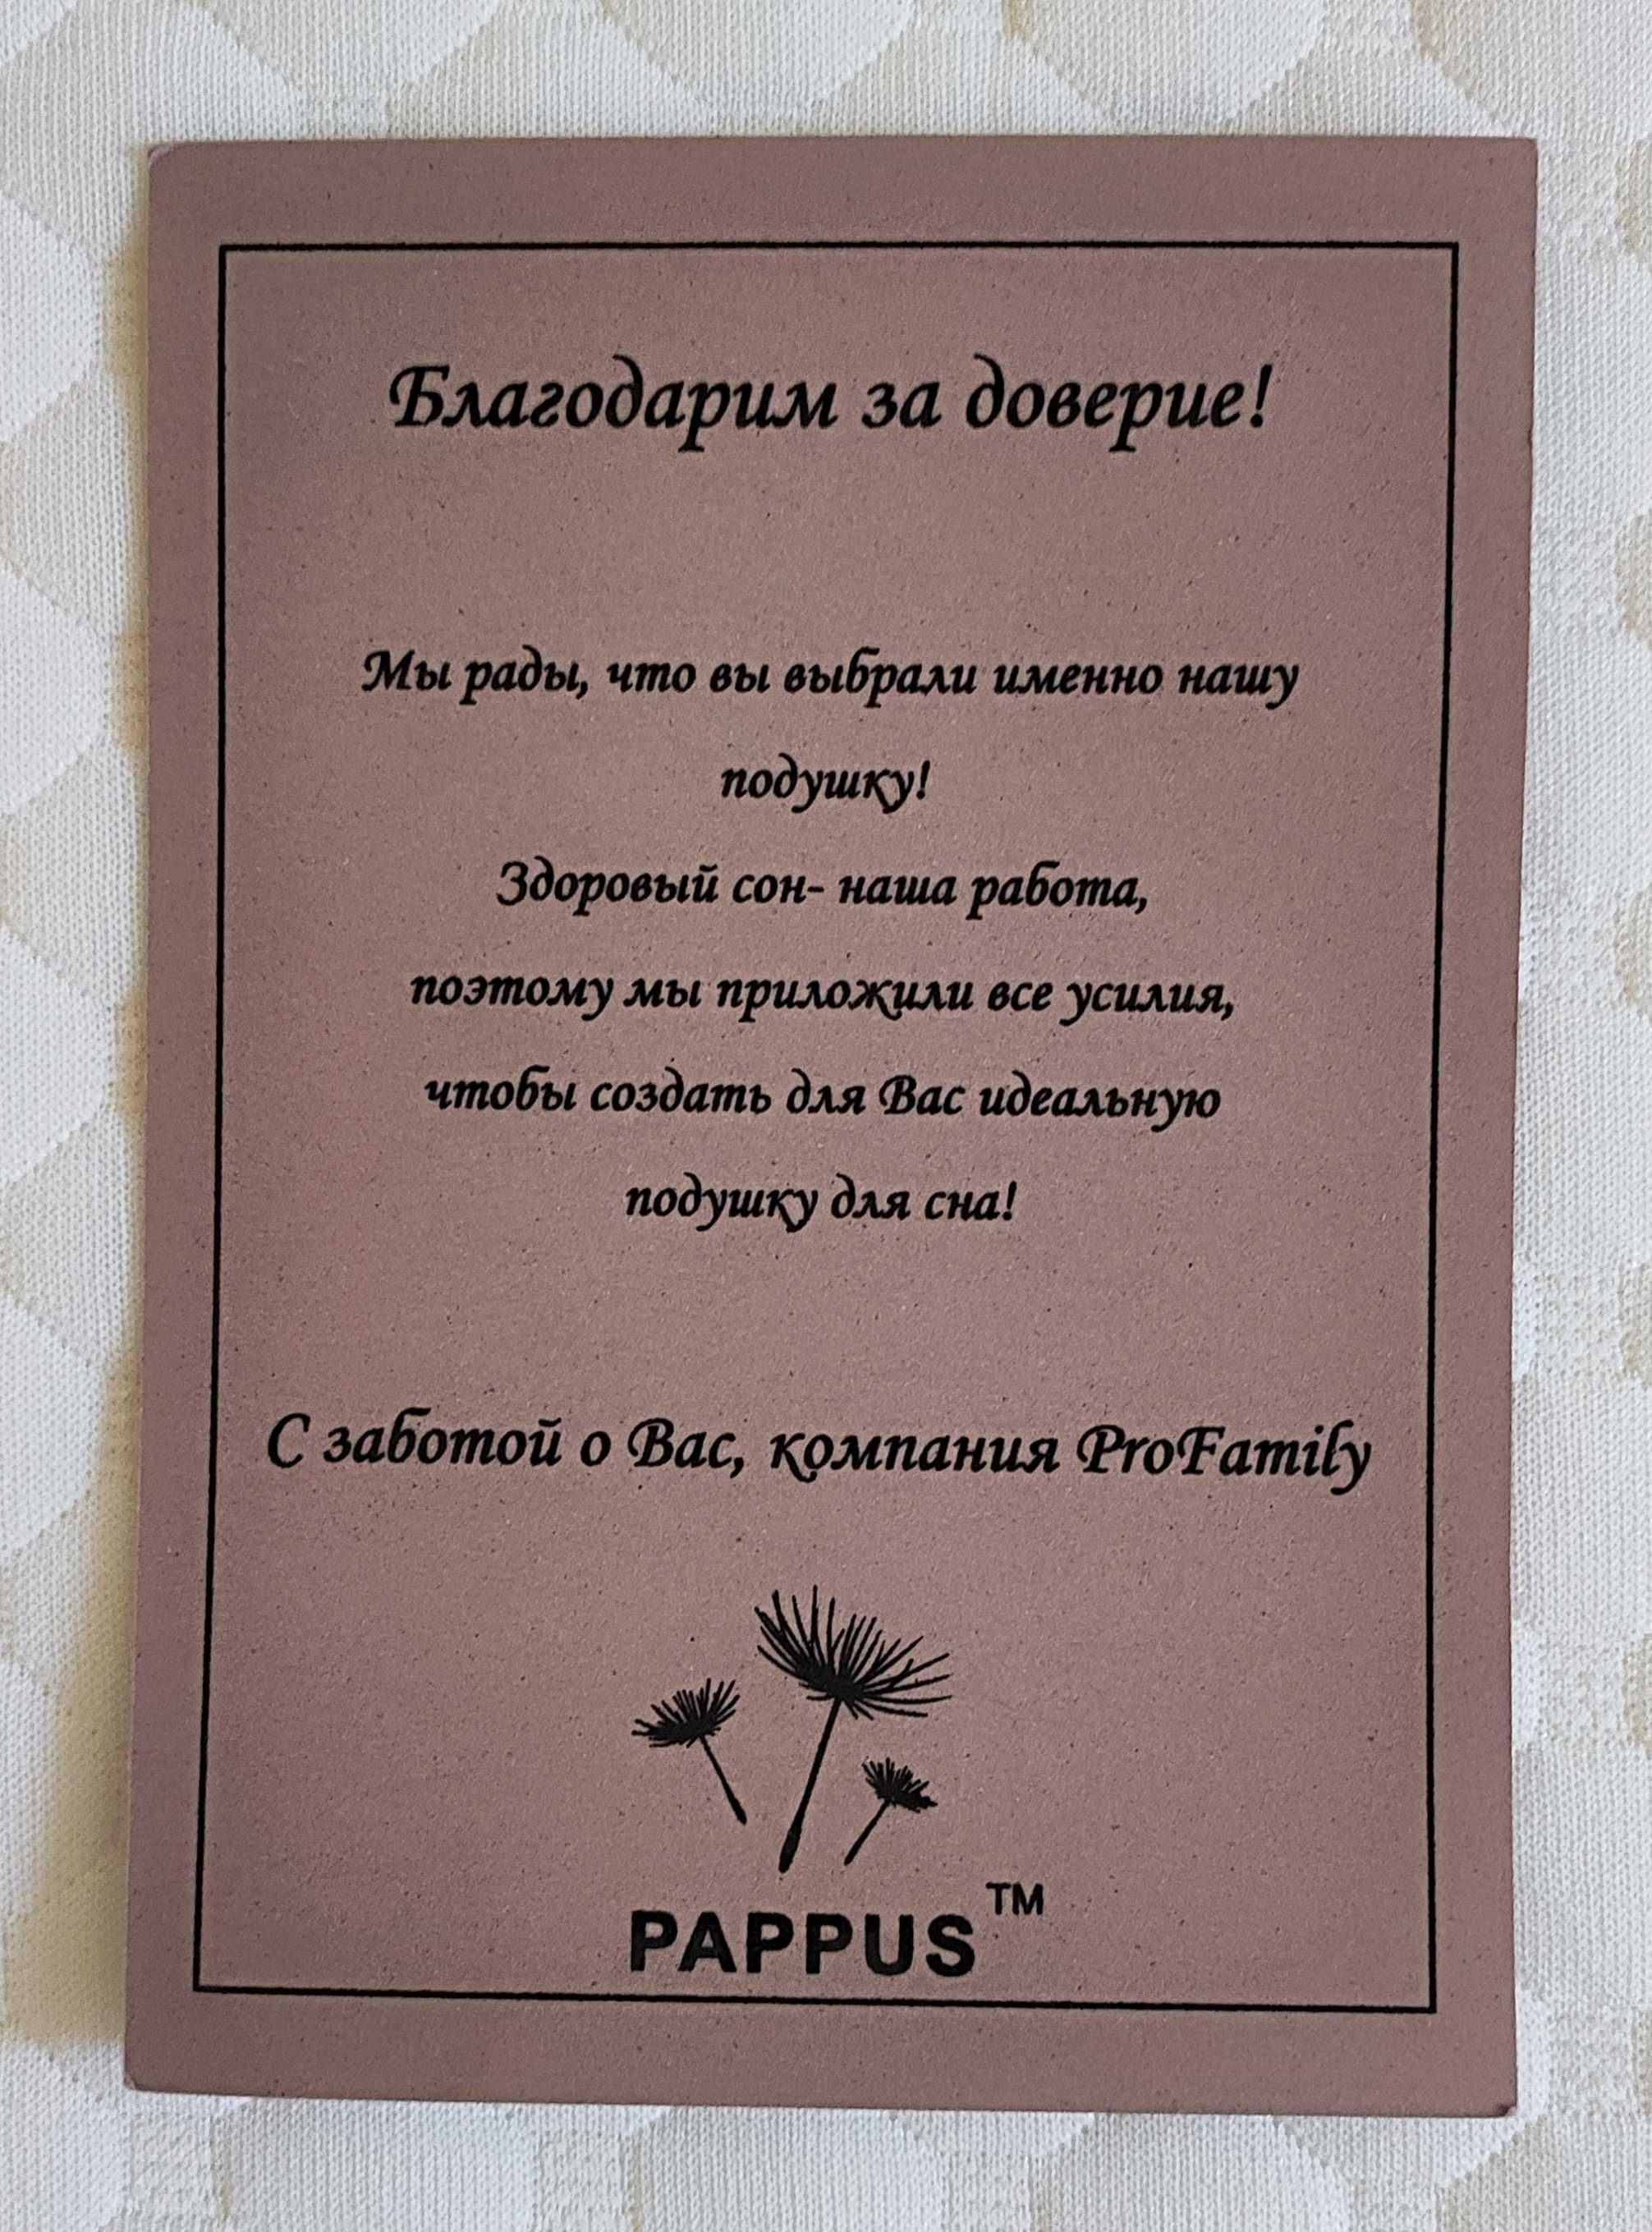 Благодарим за доверие!
Мы рады, что вы выбрали именно нашу
подушку!
Здоровый сон- наша работа,
поэтому мы приложили все усилия,
чтобы создать для Вас идеальную
подушку для сна!
С заботой о Вас, компания ProFamily
PAPPUS™